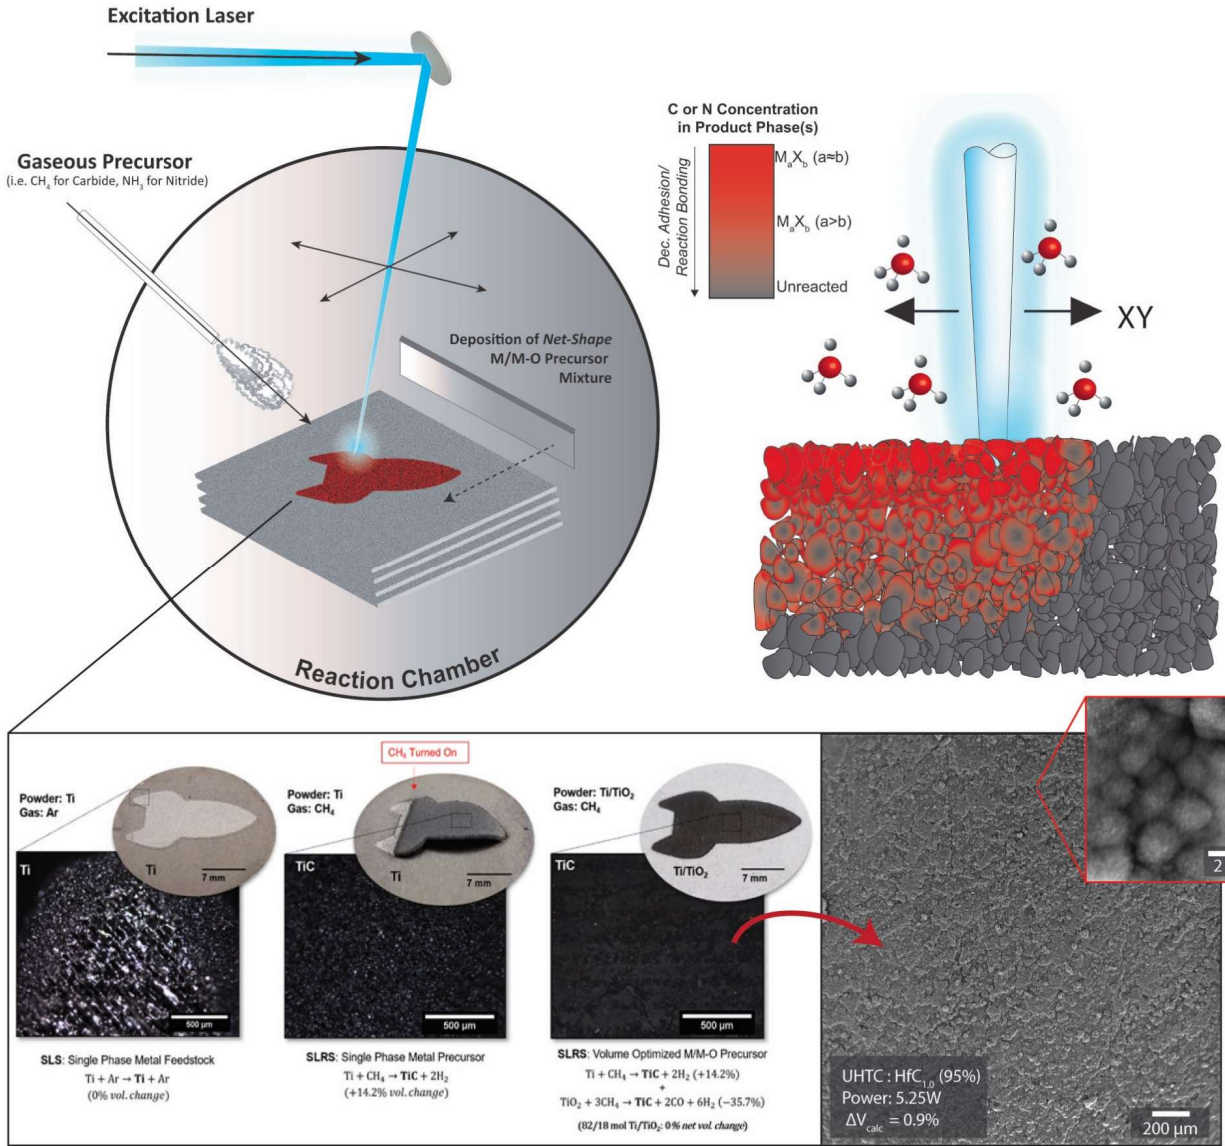 Excitation Laser
Gaseous Precursor
(i.e. CH₄ for Carbide, NH₃ for Nitride)
Deposition of Net-Shape
M/M-O Precursor
Mixture
Reaction Chamber
C or N Concentration
in Product Phase(s)
Dec. Adhesion/
Reaction Bonding
MₐX_b (a≈b)
MₐX_b (a>b)
Unreacted
XY
Powder: Ti
Gas: Ar
Ti
7 mm
Ti
500 µm
SLS: Single Phase Metal Feedstock
Ti + Ar → Ti + Ar
(0% vol. change)
CH₄ Turned On
Powder: Ti
Gas: CH₄
Ti
7 mm
TiC
500 µm
SLRS: Single Phase Metal Precursor
Ti + CH₄ → TiC + 2H₂
(+14.2% vol. change)
Powder: Ti/TiO₂
Gas: CH₄
Ti/TiO₂
7 mm
TiC
500 µm
SLRS: Volume Optimized M/M-O Precursor
Ti + CH₄ → TiC + 2H₂ (+14.2%)
+
TiO₂ + 3CH₄ → TiC + 2CO + 6H₂ (−35.7%)
(82/18 mol Ti/TiO₂: 0% net vol. change)
2
UHTC : HfC₁.₀ (95%)
Power: 5.25W
ΔV_calc = 0.9%
200 µm